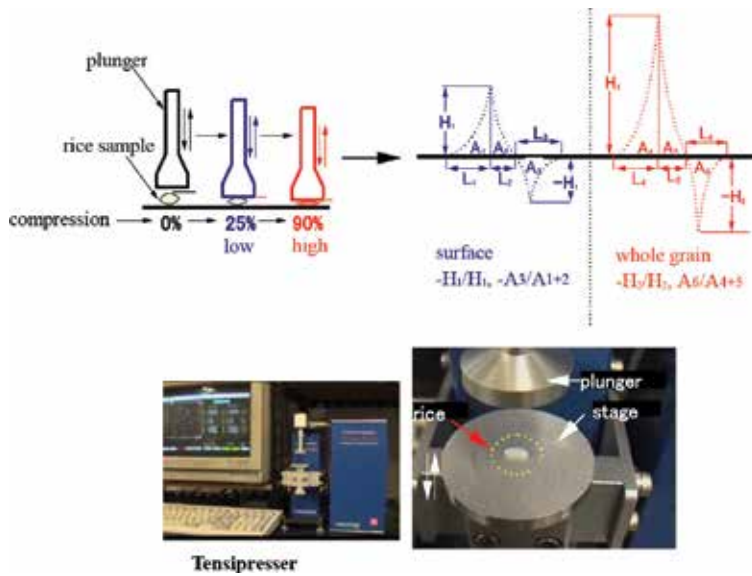 plunger
rice sample
compression
0%
25%
90%
low
high
H₁
L₃
A₁
A₂
L₁
L₂
A₃
-H₁
L₆
A₄
A₅
L₄
L₅
A₆
surface
-H₁/H₁, -A3/A1+2
whole grain
-H₂/H₂, A6/A4+5
plunger
rice
stage
Tensipresser